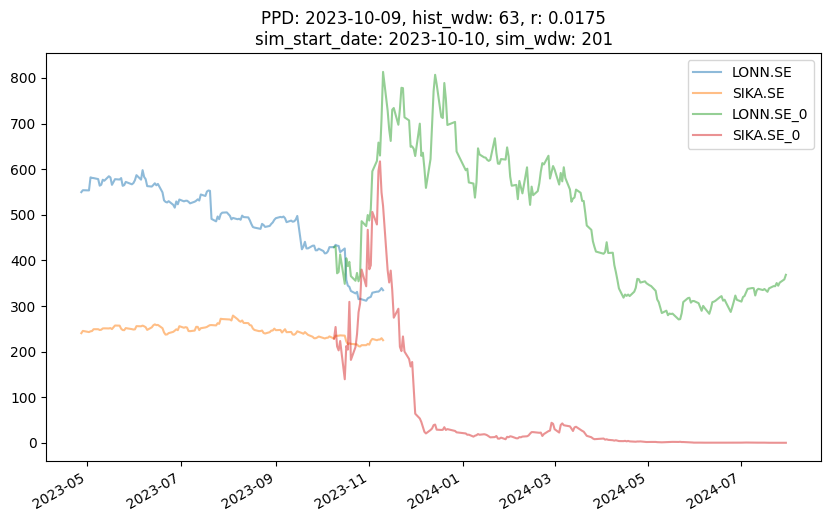 PPD: 2023-10-09, hist_wdw: 63, r: 0.0175
sim_start_date: 2023-10-10, sim_wdw: 201
LONN.SE
SIKA.SE
LONN.SE_0
SIKA.SE_0
800
700
600
500
400
300
200
100
0
2023-05
2023-07
2023-09
2023-11
2024-01
2024-03
2024-05
2024-07